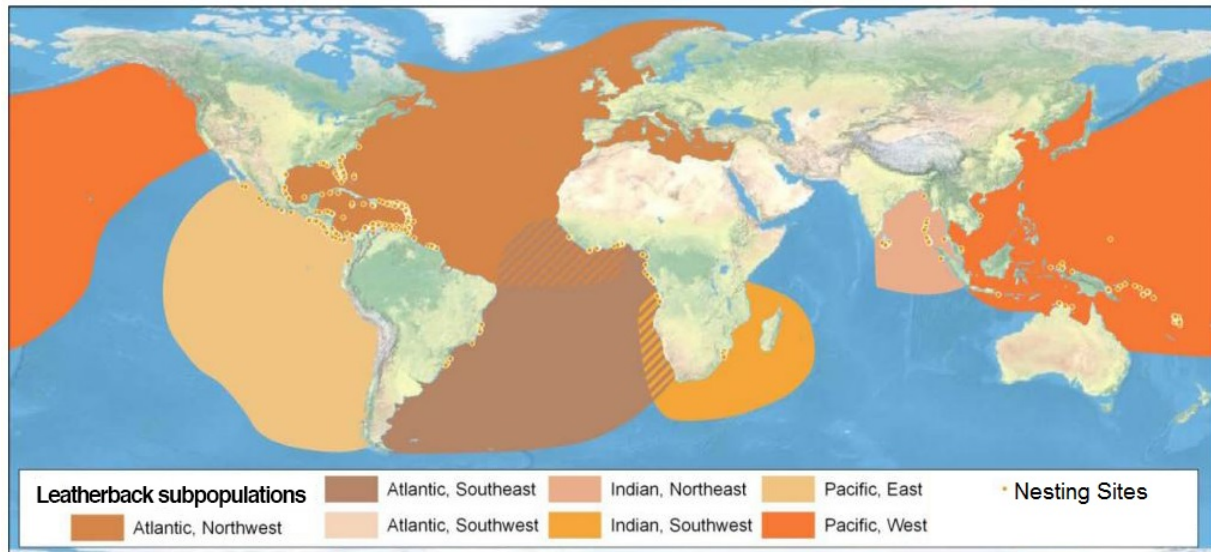 Leatherback subpopulations
Atlantic, Northwest
Atlantic, Southeast
Atlantic, Southwest
Indian, Northeast
Indian, Southwest
Pacific, East
Pacific, West
Nesting Sites